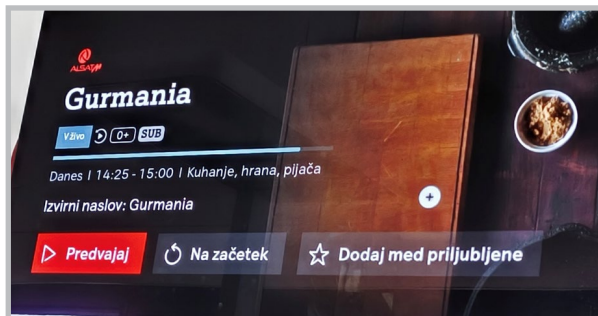 ALSAT M
Gurmania
V živo 0+ SUB
Danes | 14:25 - 15:00 | Kuhanje, hrana, pijača
Izvirni naslov: Gurmania
Predvajaj Na začetek Dodaj med priljubljene